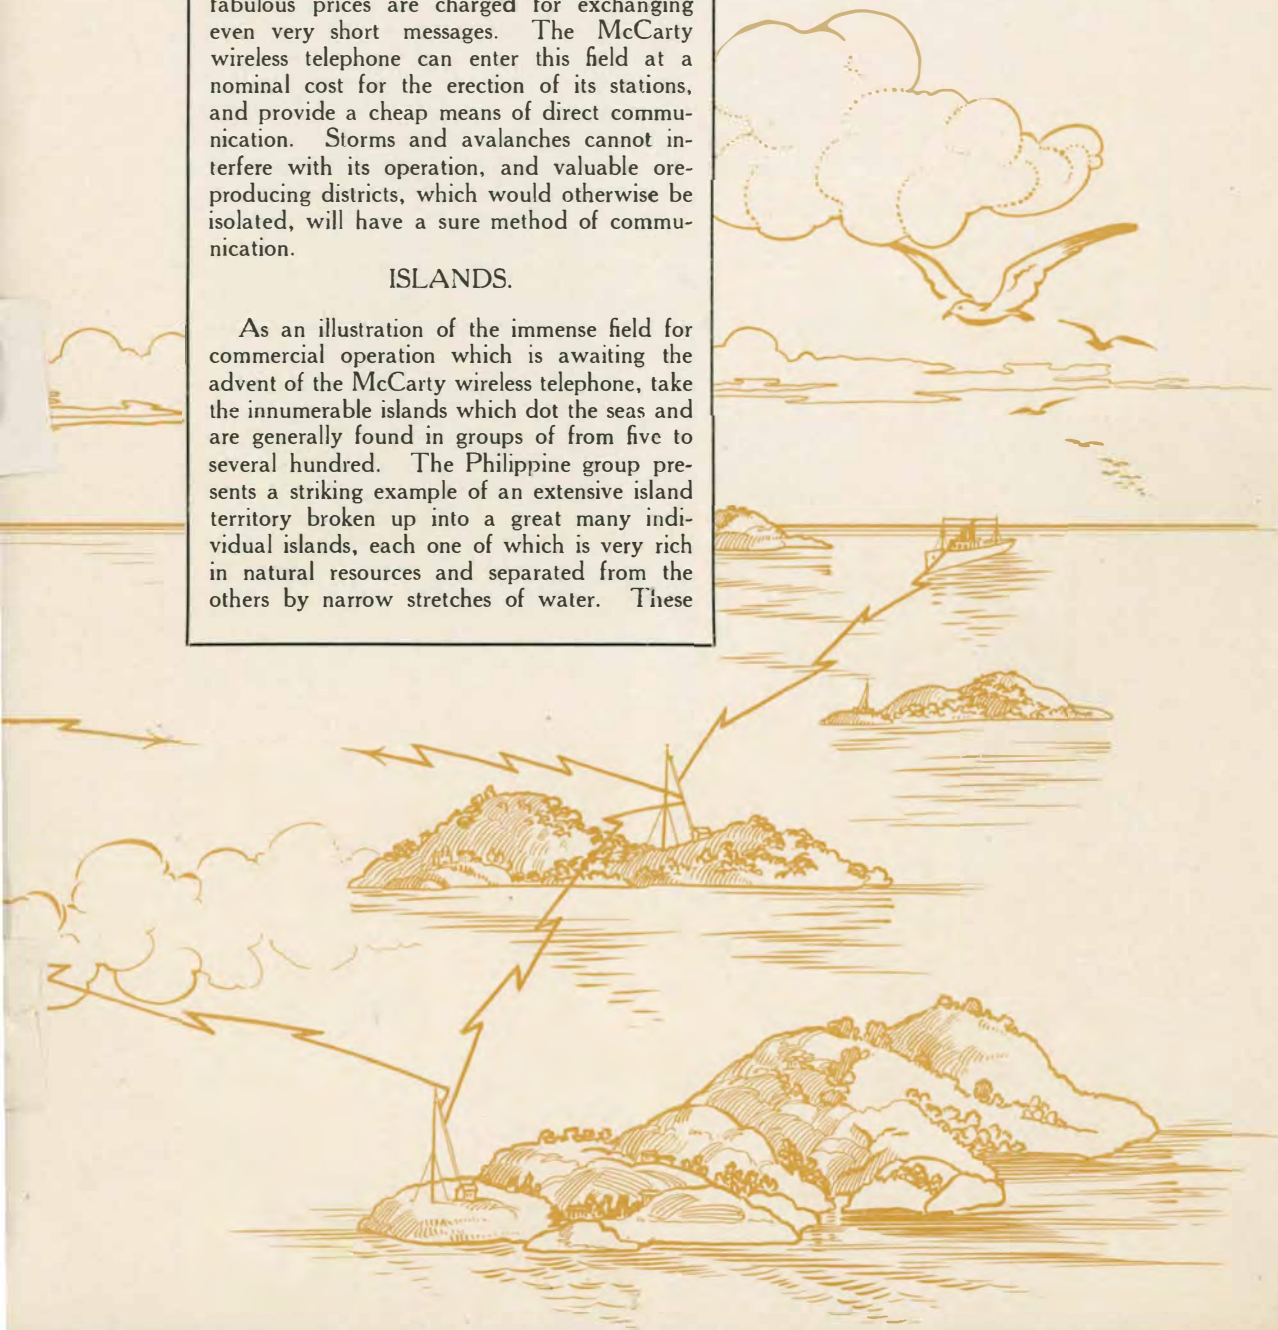 fabulous prices are charged for exchanging
even very short messages. The McCarty
wireless telephone can enter this field at a
nominal cost for the erection of its stations,
and provide a cheap means of direct commu-
nication. Storms and avalanches cannot in-
terfere with its operation, and valuable ore-
producing districts, which would otherwise be
isolated, will have a sure method of commu-
nication.
ISLANDS.
As an illustration of the immense field for
commercial operation which is awaiting the
advent of the McCarty wireless telephone, take
the innumerable islands which dot the seas and
are generally found in groups of from five to
several hundred. The Philippine group pre-
sents a striking example of an extensive island
territory broken up into a great many indi-
vidual islands, each one of which is very rich
in natural resources and separated from the
others by narrow stretches of water. These